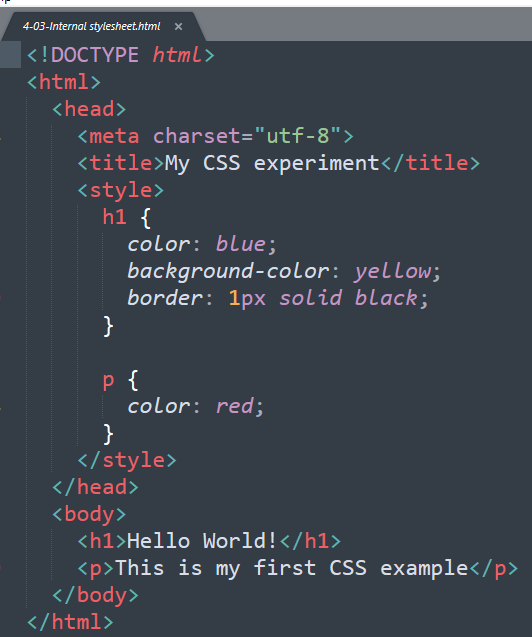 4-03-Internal stylesheet.html ×
<!DOCTYPE html>
<html>
  <head>
    <meta charset="utf-8">
    <title>My CSS experiment</title>
    <style>
      h1 {
        color: blue;
        background-color: yellow;
        border: 1px solid black;
      }

      p {
        color: red;
      }
    </style>
  </head>
  <body>
    <h1>Hello World!</h1>
    <p>This is my first CSS example</p>
  </body>
</html>